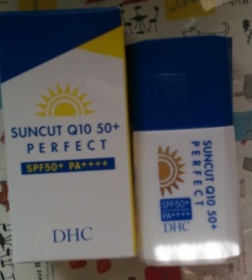 SUNCUT Q10 50+
PERFECT
SPF50+ PA++++
DHC
SUNCUT Q10 50+
PERFECT
SPF50+
PA++++
DHC